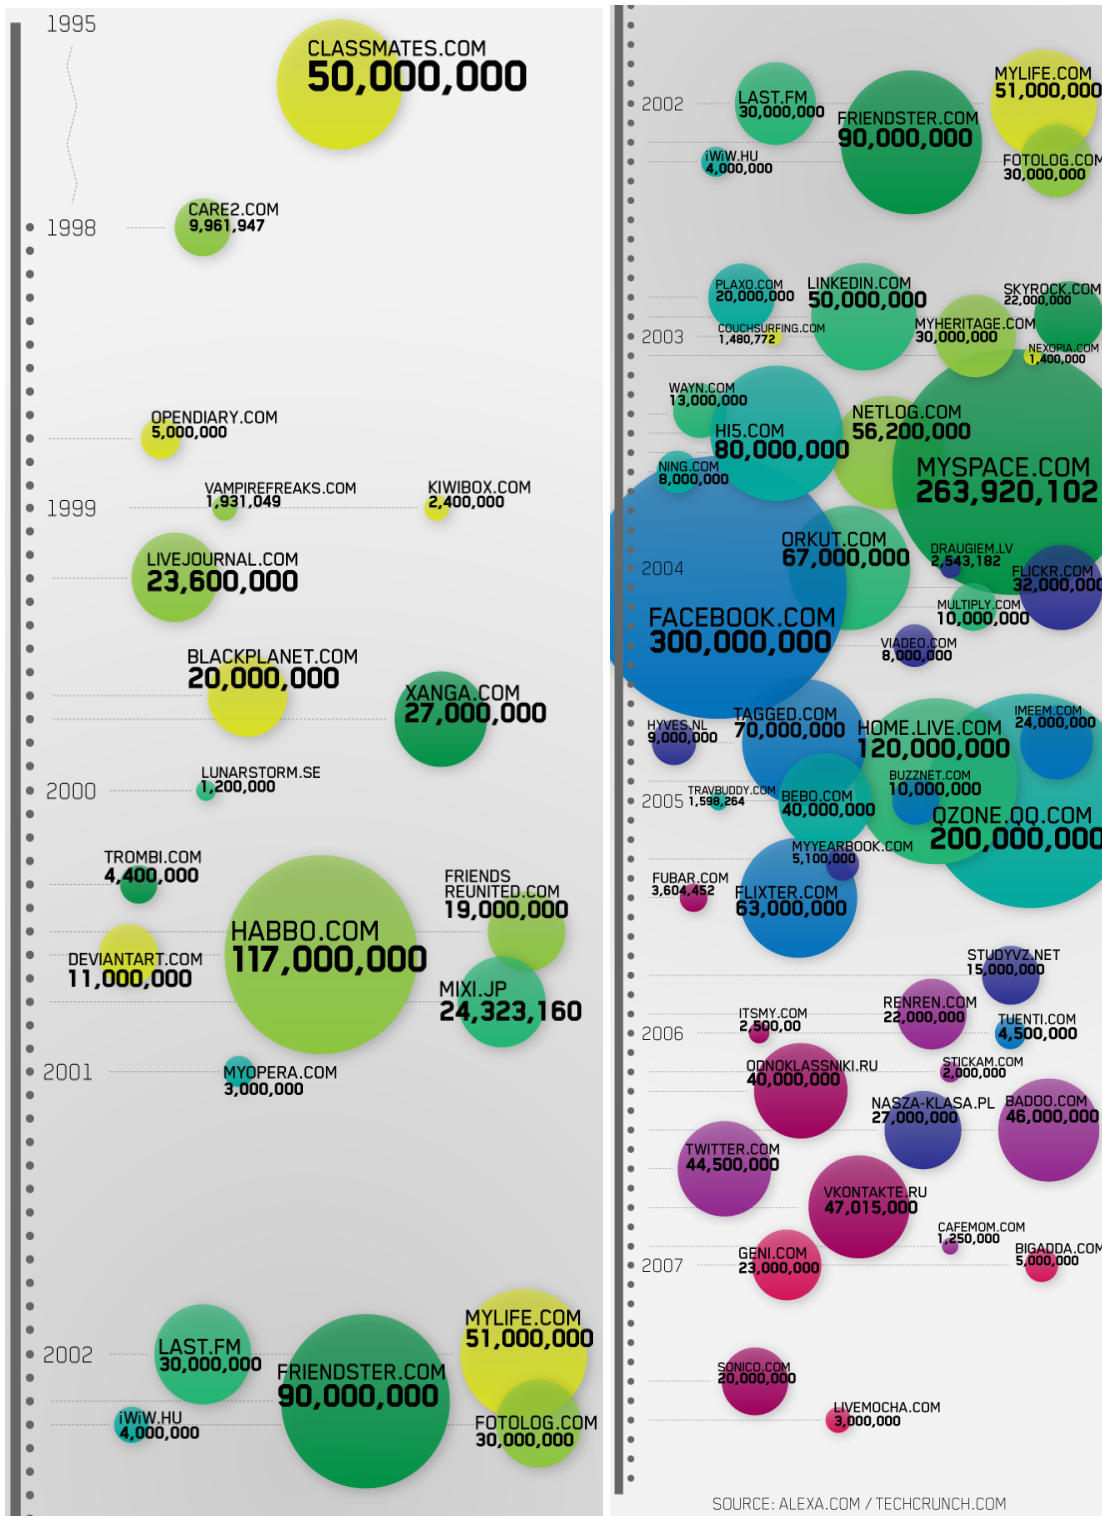 1995
CLASSMATES.COM
50,000,000
1998
CARE2.COM
9,961,947
OPENDIARY.COM
5,000,000
VAMPIREFREAKS.COM
1,931,049
KIWIBOX.COM
2,400,000
1999
LIVEJOURNAL.COM
23,600,000
BLACKPLANET.COM
20,000,000
XANGA.COM
27,000,000
LUNARSTORM.SE
1,200,000
2000
TROMBI.COM
4,400,000
FRIENDS
REUNITED.COM
19,000,000
HABBO.COM
117,000,000
DEVIANTART.COM
11,000,000
MIXI.JP
24,323,160
2001
MYOPERA.COM
3,000,000
2002
LAST.FM
30,000,000
MYLIFE.COM
51,000,000
FRIENDSTER.COM
90,000,000
iWiW.HU
4,000,000
FOTOLOG.COM
30,000,000
2002
LAST.FM
30,000,000
MYLIFE.COM
51,000,000
FRIENDSTER.COM
90,000,000
iWiW.HU
4,000,000
FOTOLOG.COM
30,000,000
PLAXO.COM
20,000,000
LINKEDIN.COM
50,000,000
SKYROCK.COM
22,000,000
COUCHSURFING.COM
1,480,772
2003
MYHERITAGE.COM
30,000,000
NEXOPIA.COM
1,400,000
WAYN.COM
13,000,000
HI5.COM
80,000,000
NETLOG.COM
56,200,000
NING.COM
8,000,000
MYSPACE.COM
263,920,102
ORKUT.COM
67,000,000
DRAUGIEM.LV
2,543,182
2004
FLICKR.COM
32,000,000
FACEBOOK.COM
300,000,000
MULTIPLY.COM
10,000,000
VIADEO.COM
8,000,000
HYVES.NL
9,000,000
TAGGED.COM
70,000,000
HOME.LIVE.COM
120,000,000
IMEEM.COM
24,000,000
BUZZNET.COM
10,000,000
TRAVBUDDY.COM
1,598,264
2005
BEBO.COM
40,000,000
QZONE.QQ.COM
200,000,000
MYYEARBOOK.COM
5,100,000
FUBAR.COM
3,604,452
FLIXTER.COM
63,000,000
STUDYVZ.NET
15,000,000
ITSMY.COM
2,500,00
RENREN.COM
22,000,000
TUENTI.COM
4,500,000
2006
ODNOKLASSNIKI.RU
40,000,000
STICKAM.COM
2,000,000
NASZA-KLASA.PL
27,000,000
BADOO.COM
46,000,000
TWITTER.COM
44,500,000
VKONTAKTE.RU
47,015,000
CAFEMOM.COM
1,250,000
GENI.COM
23,000,000
BIGADDA.COM
5,000,000
2007
SONICO.COM
20,000,000
LIVEMOCHA.COM
3,000,000
SOURCE: ALEXA.COM / TECHCRUNCH.COM